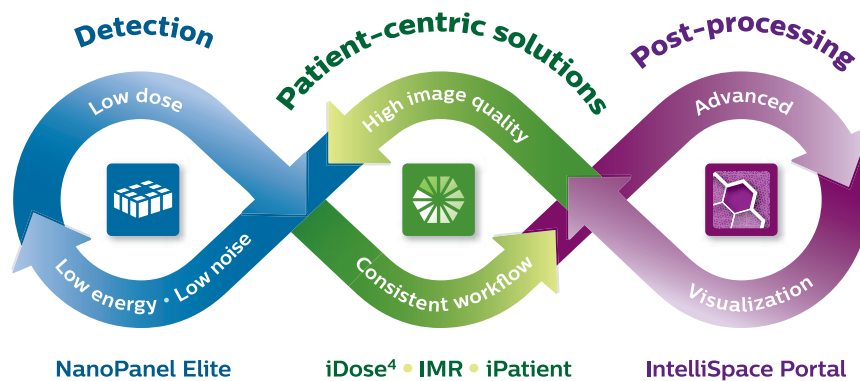 Detection
Patient-centric solutions
Post-processing
Low dose
High image quality
Advanced
Low energy • Low noise
Consistent workflow
Visualization
NanoPanel Elite
iDose⁴ • IMR • iPatient
IntelliSpace Portal